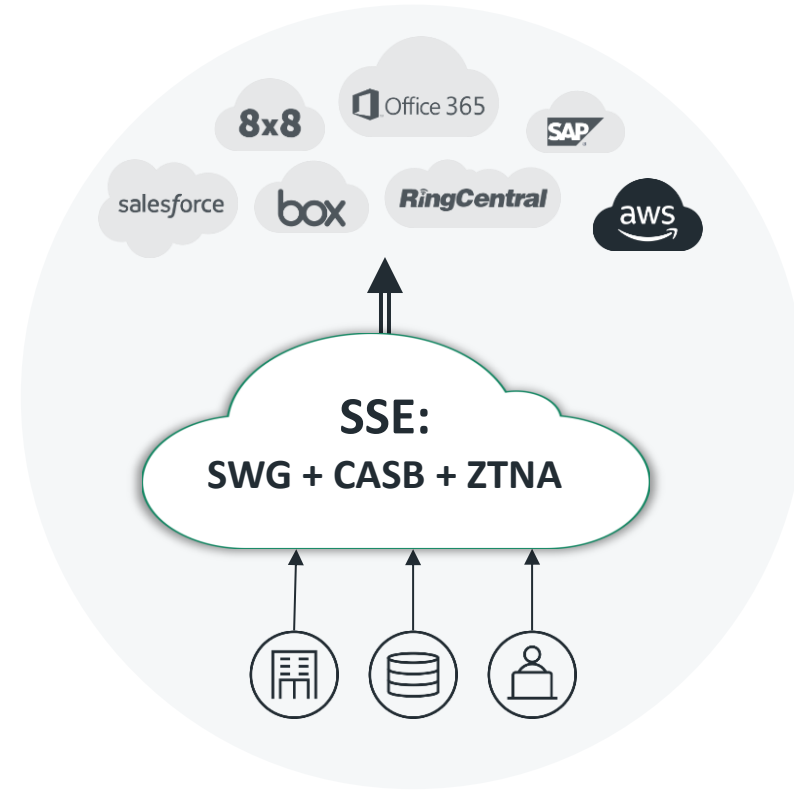 Office 365
8x8
SAP
salesforce
box
RingCentral
aws
SSE:
SWG + CASB + ZTNA